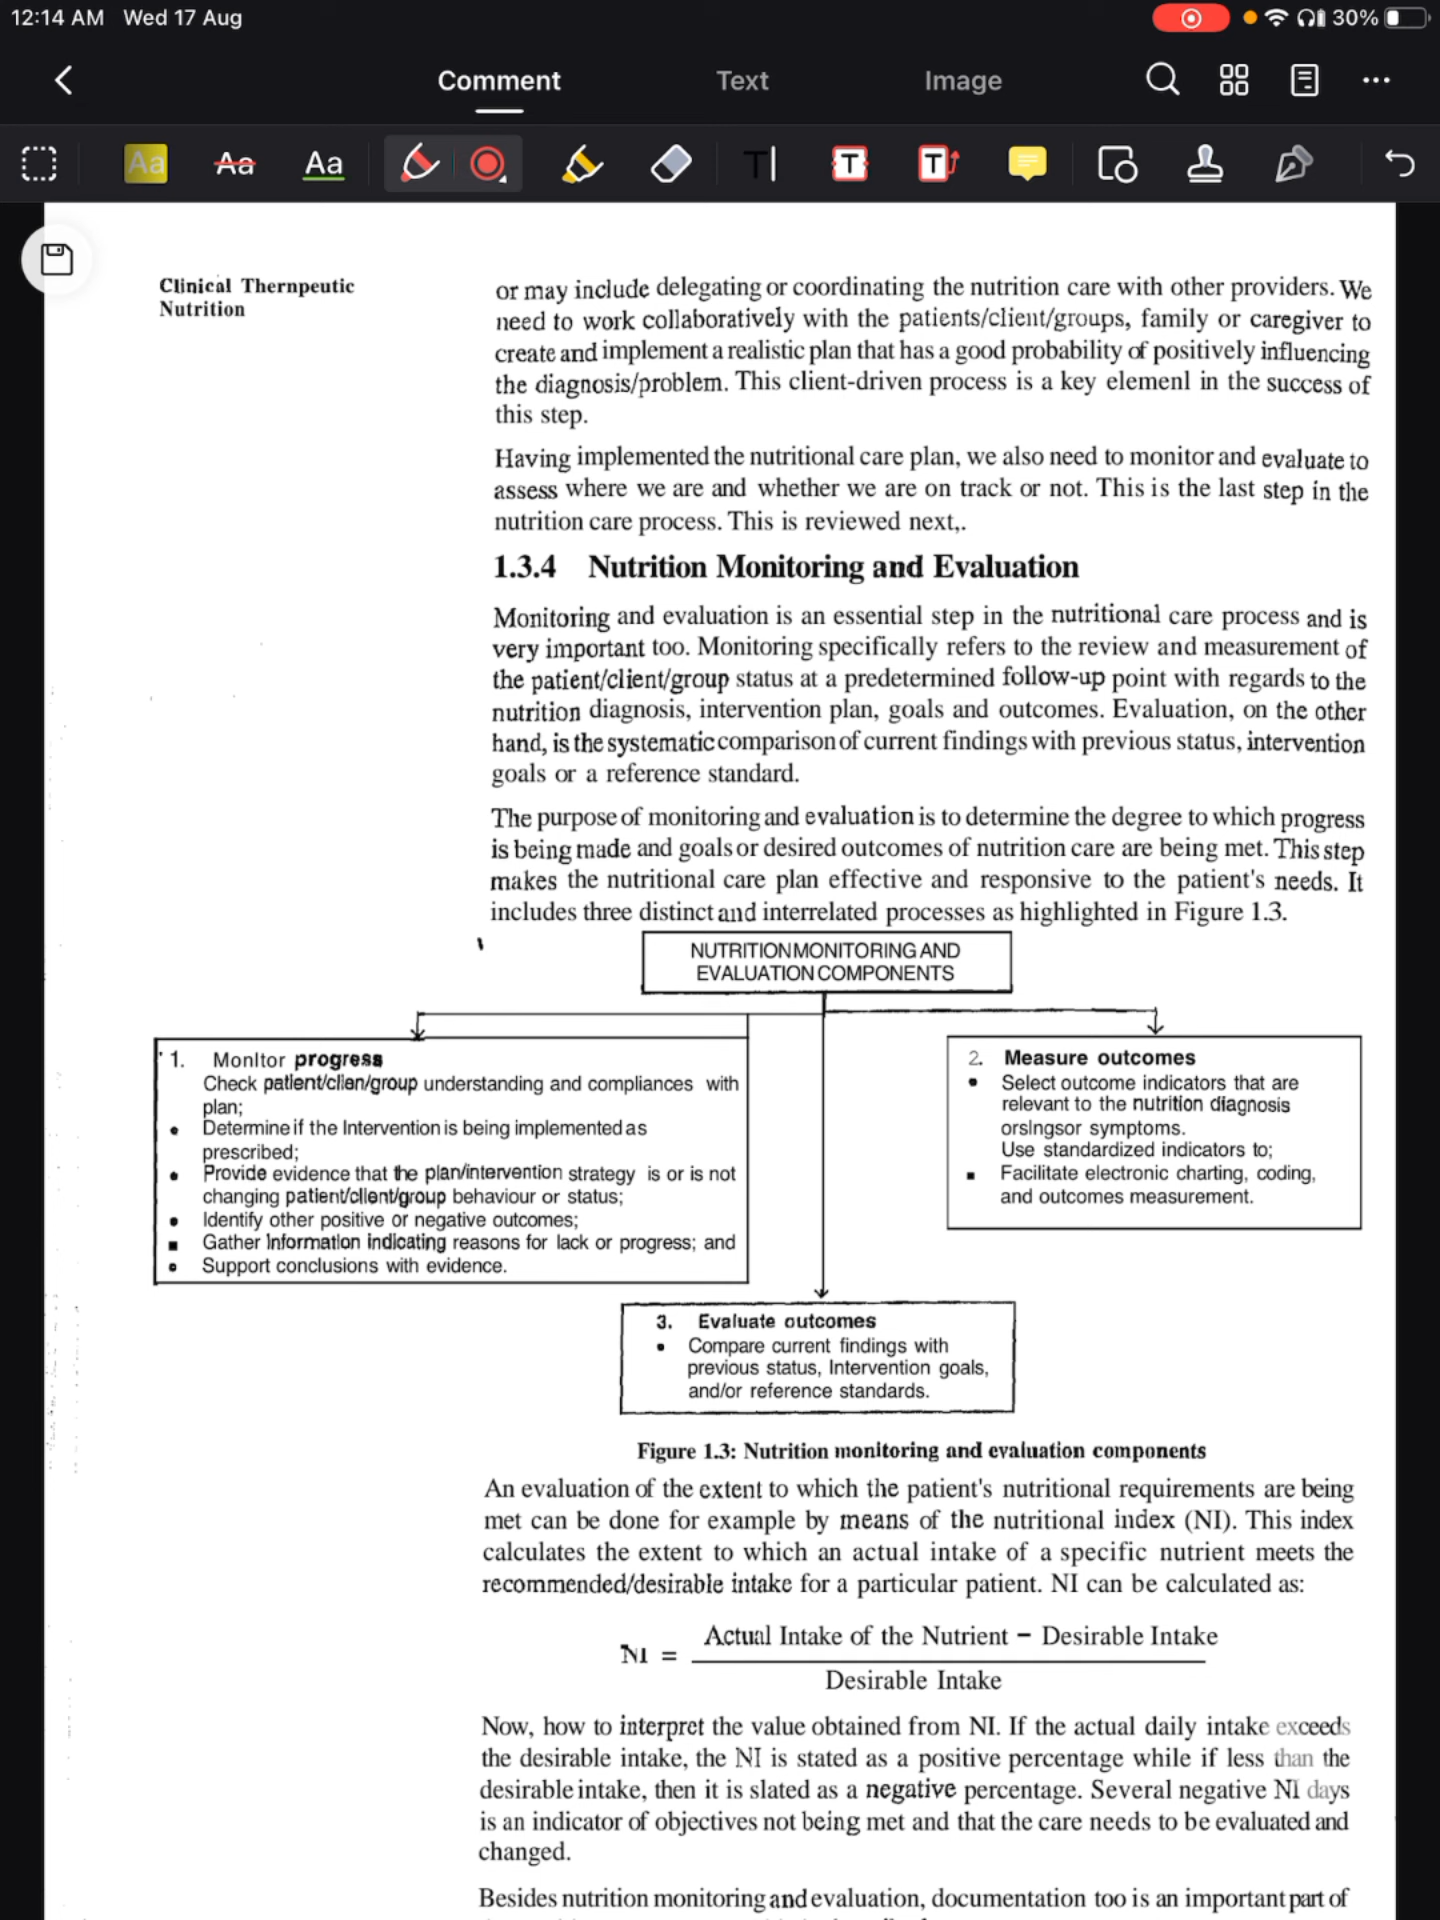 12:14 AM Wed 17 Aug
30%
Comment
Text
Image
Aa
Aa
Aa
T
T
T
Clinical Thernpeutic
Nutrition
or may include delegating or coordinating the nutrition care with other providers. We
need to work collaboratively with the patients/client/groups, family or caregiver to
create and implement a realistic plan that has a good probability of positively influencing
the diagnosis/problem. This client-driven process is a key elemenl in the success of
this step.
Having implemented the nutritional care plan, we also need to monitor and evaluate to
assess where we are and whether we are on track or not. This is the last step in the
nutrition care process. This is reviewed next,.
1.3.4 Nutrition Monitoring and Evaluation
Monitoring and evaluation is an essential step in the nutritional care process and is
very important too. Monitoring specifically refers to the review and measurement of
the patient/client/group status at a predetermined follow-up point with regards to the
nutrition diagnosis, intervention plan, goals and outcomes. Evaluation, on the other
hand, is the systematic comparison of current findings with previous status, intervention
goals or a reference standard.
The purpose of monitoring and evaluation is to determine the degree to which progress
is being made and goals or desired outcomes of nutrition care are being met. This step
makes the nutritional care plan effective and responsive to the patient's needs. It
includes three distinct and interrelated processes as highlighted in Figure 1.3.
NUTRITION MONITORING AND
EVALUATION COMPONENTS
1. Monltor progress
Check patlent/cllen/group understanding and compliances with
plan;
• Determine if the Intervention is being implemented as
prescribed;
• Provide evidence that the plan/intervention strategy is or is not
changing patient/cllent/group behaviour or status;
• Identify other positive or negative outcomes;
■ Gather Information indicating reasons for lack or progress; and
• Support conclusions with evidence.
2. Measure outcomes
• Select outcome indicators that are
relevant to the nutrition diagnosis
orsIngsor symptoms.
Use standardized indicators to;
■ Facilitate electronic charting, coding,
and outcomes measurement.
3. Evaluate outcomes
• Compare current findings with
previous status, Intervention goals,
and/or reference standards.
Figure 1.3: Nutrition monitoring and evaluation components
An evaluation of the extent to which the patient's nutritional requirements are being
met can be done for example by means of the nutritional index (NI). This index
calculates the extent to which an actual intake of a specific nutrient meets the
recommended/desirable intake for a particular patient. NI can be calculated as:
Actual Intake of the Nutrient – Desirable Intake
NI =
Desirable Intake
Now, how to interpret the value obtained from NI. If the actual daily intake exceeds
the desirable intake, the NI is stated as a positive percentage while if less than the
desirable intake, then it is slated as a negative percentage. Several negative NI days
is an indicator of objectives not being met and that the care needs to be evaluated and
changed.
Besides nutrition monitoring and evaluation, documentation too is an important part of